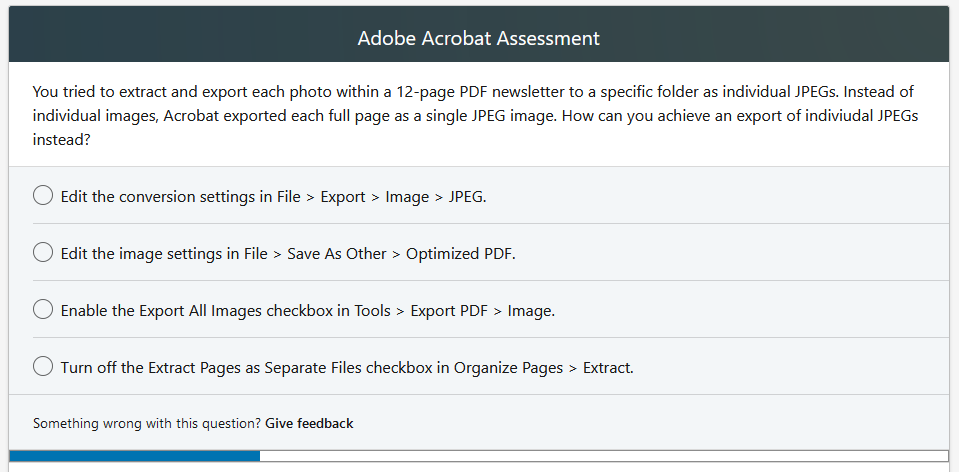 Adobe Acrobat Assessment
You tried to extract and export each photo within a 12-page PDF newsletter to a specific folder as individual JPEGs. Instead of
individual images, Acrobat exported each full page as a single JPEG image. How can you achieve an export of indiviudal JPEGs
instead?
Edit the conversion settings in File > Export > Image > JPEG.
Edit the image settings in File > Save As Other > Optimized PDF.
Enable the Export All Images checkbox in Tools > Export PDF > Image.
Turn off the Extract Pages as Separate Files checkbox in Organize Pages > Extract.
Something wrong with this question? Give feedback